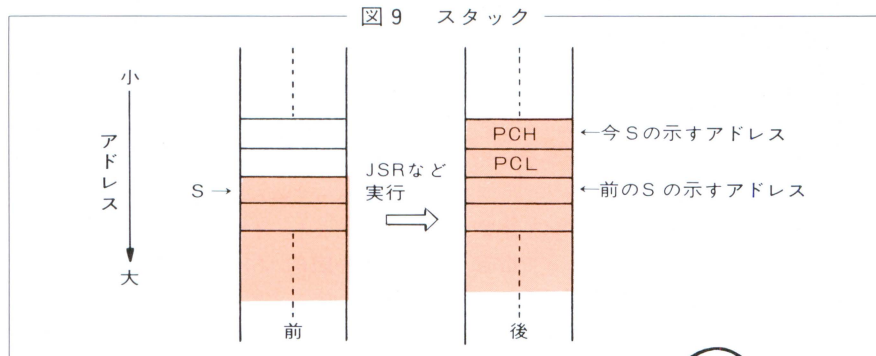 図9 スタック
小
アドレス
大
S→
前
JSRなど
実行
PCH
PCL
←今Sの示すアドレス
←前のSの示すアドレス
後